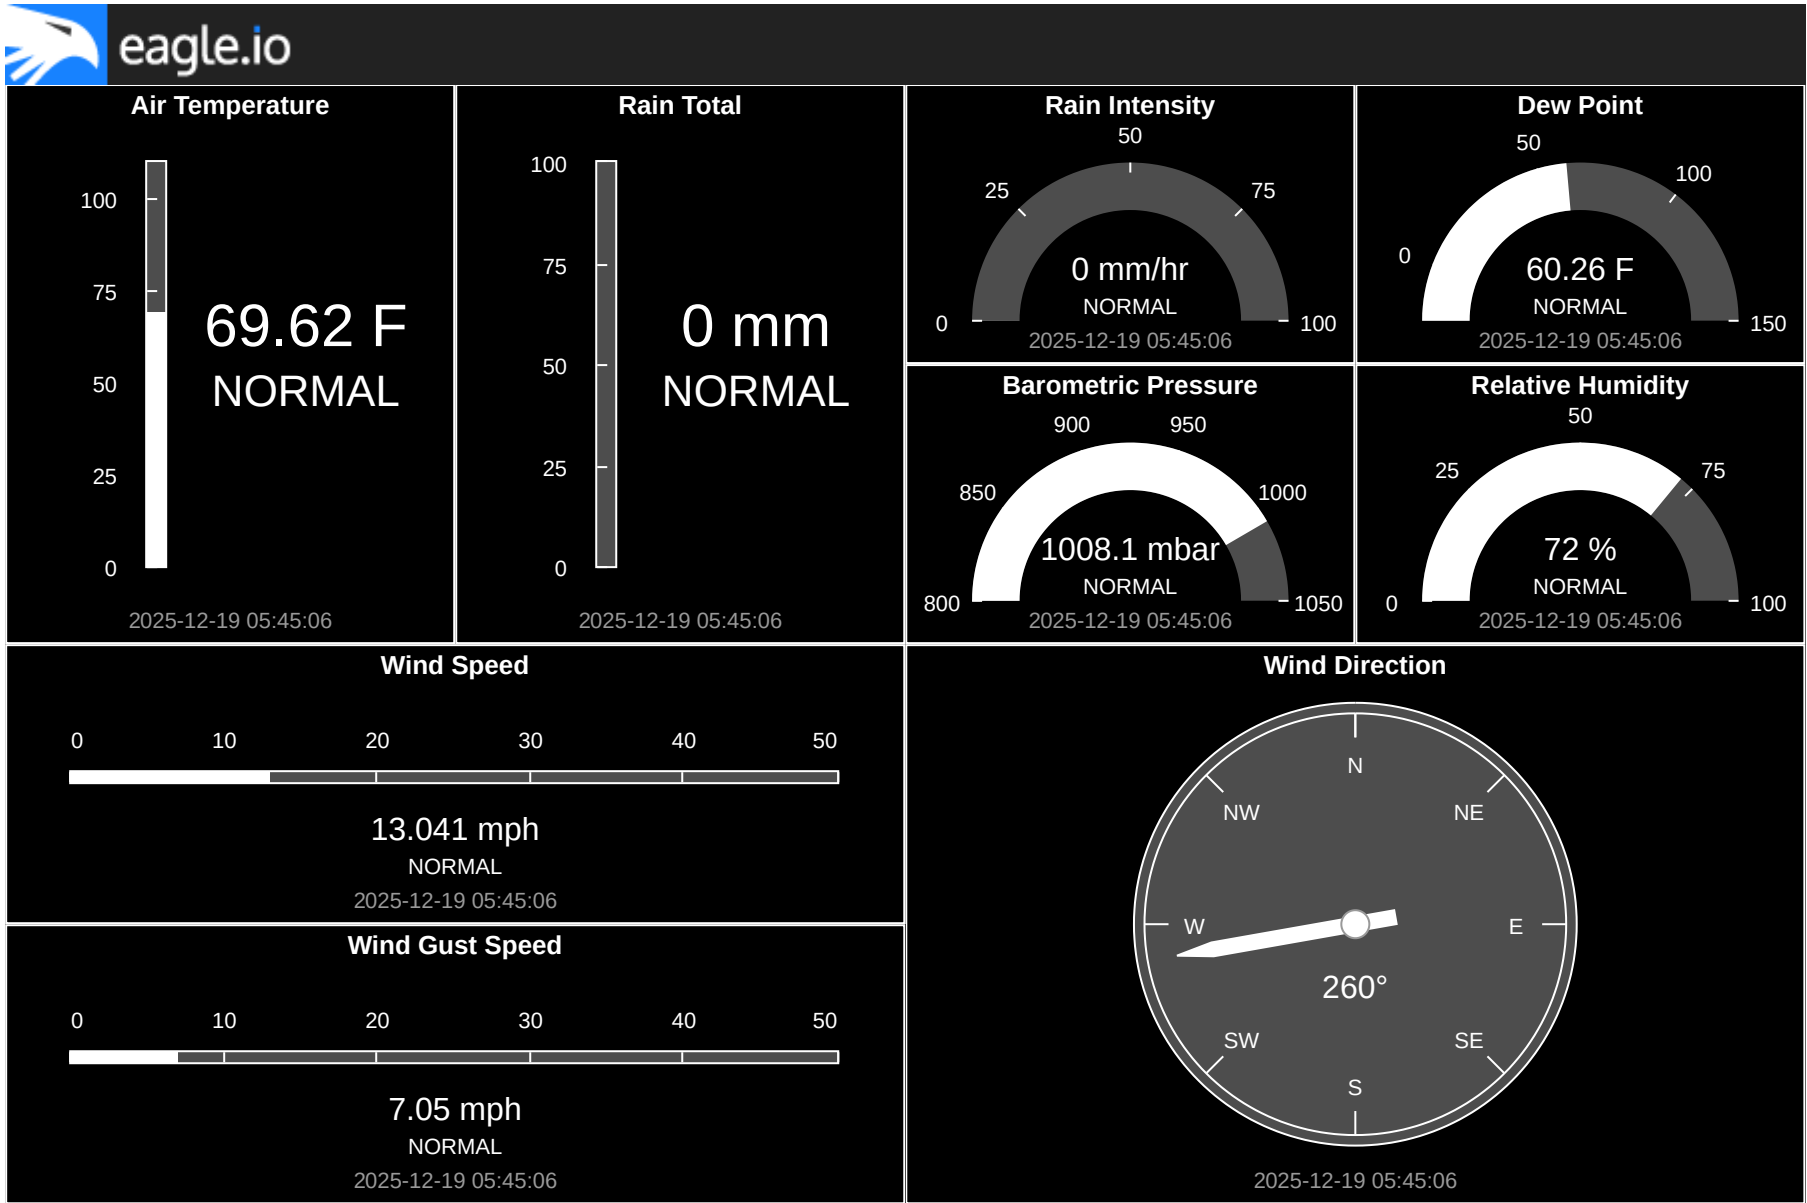 eagle.io
Air Temperature
100
75
50
25
0
69.62 F
NORMAL
2025-12-19 05:45:06
Rain Total
100
75
50
25
0
0 mm
NORMAL
2025-12-19 05:45:06
Rain Intensity
0
25
50
75
100
0 mm/hr
NORMAL
2025-12-19 05:45:06
Dew Point
0
50
100
150
60.26 F
NORMAL
2025-12-19 05:45:06
Barometric Pressure
800
850
900
950
1000
1050
1008.1 mbar
NORMAL
2025-12-19 05:45:06
Relative Humidity
0
25
50
75
100
72 %
NORMAL
2025-12-19 05:45:06
Wind Speed
0 10 20 30 40 50
13.041 mph
NORMAL
2025-12-19 05:45:06
Wind Gust Speed
0 10 20 30 40 50
7.05 mph
NORMAL
2025-12-19 05:45:06
Wind Direction
N
NW NE
W E
260°
SW SE
S
2025-12-19 05:45:06